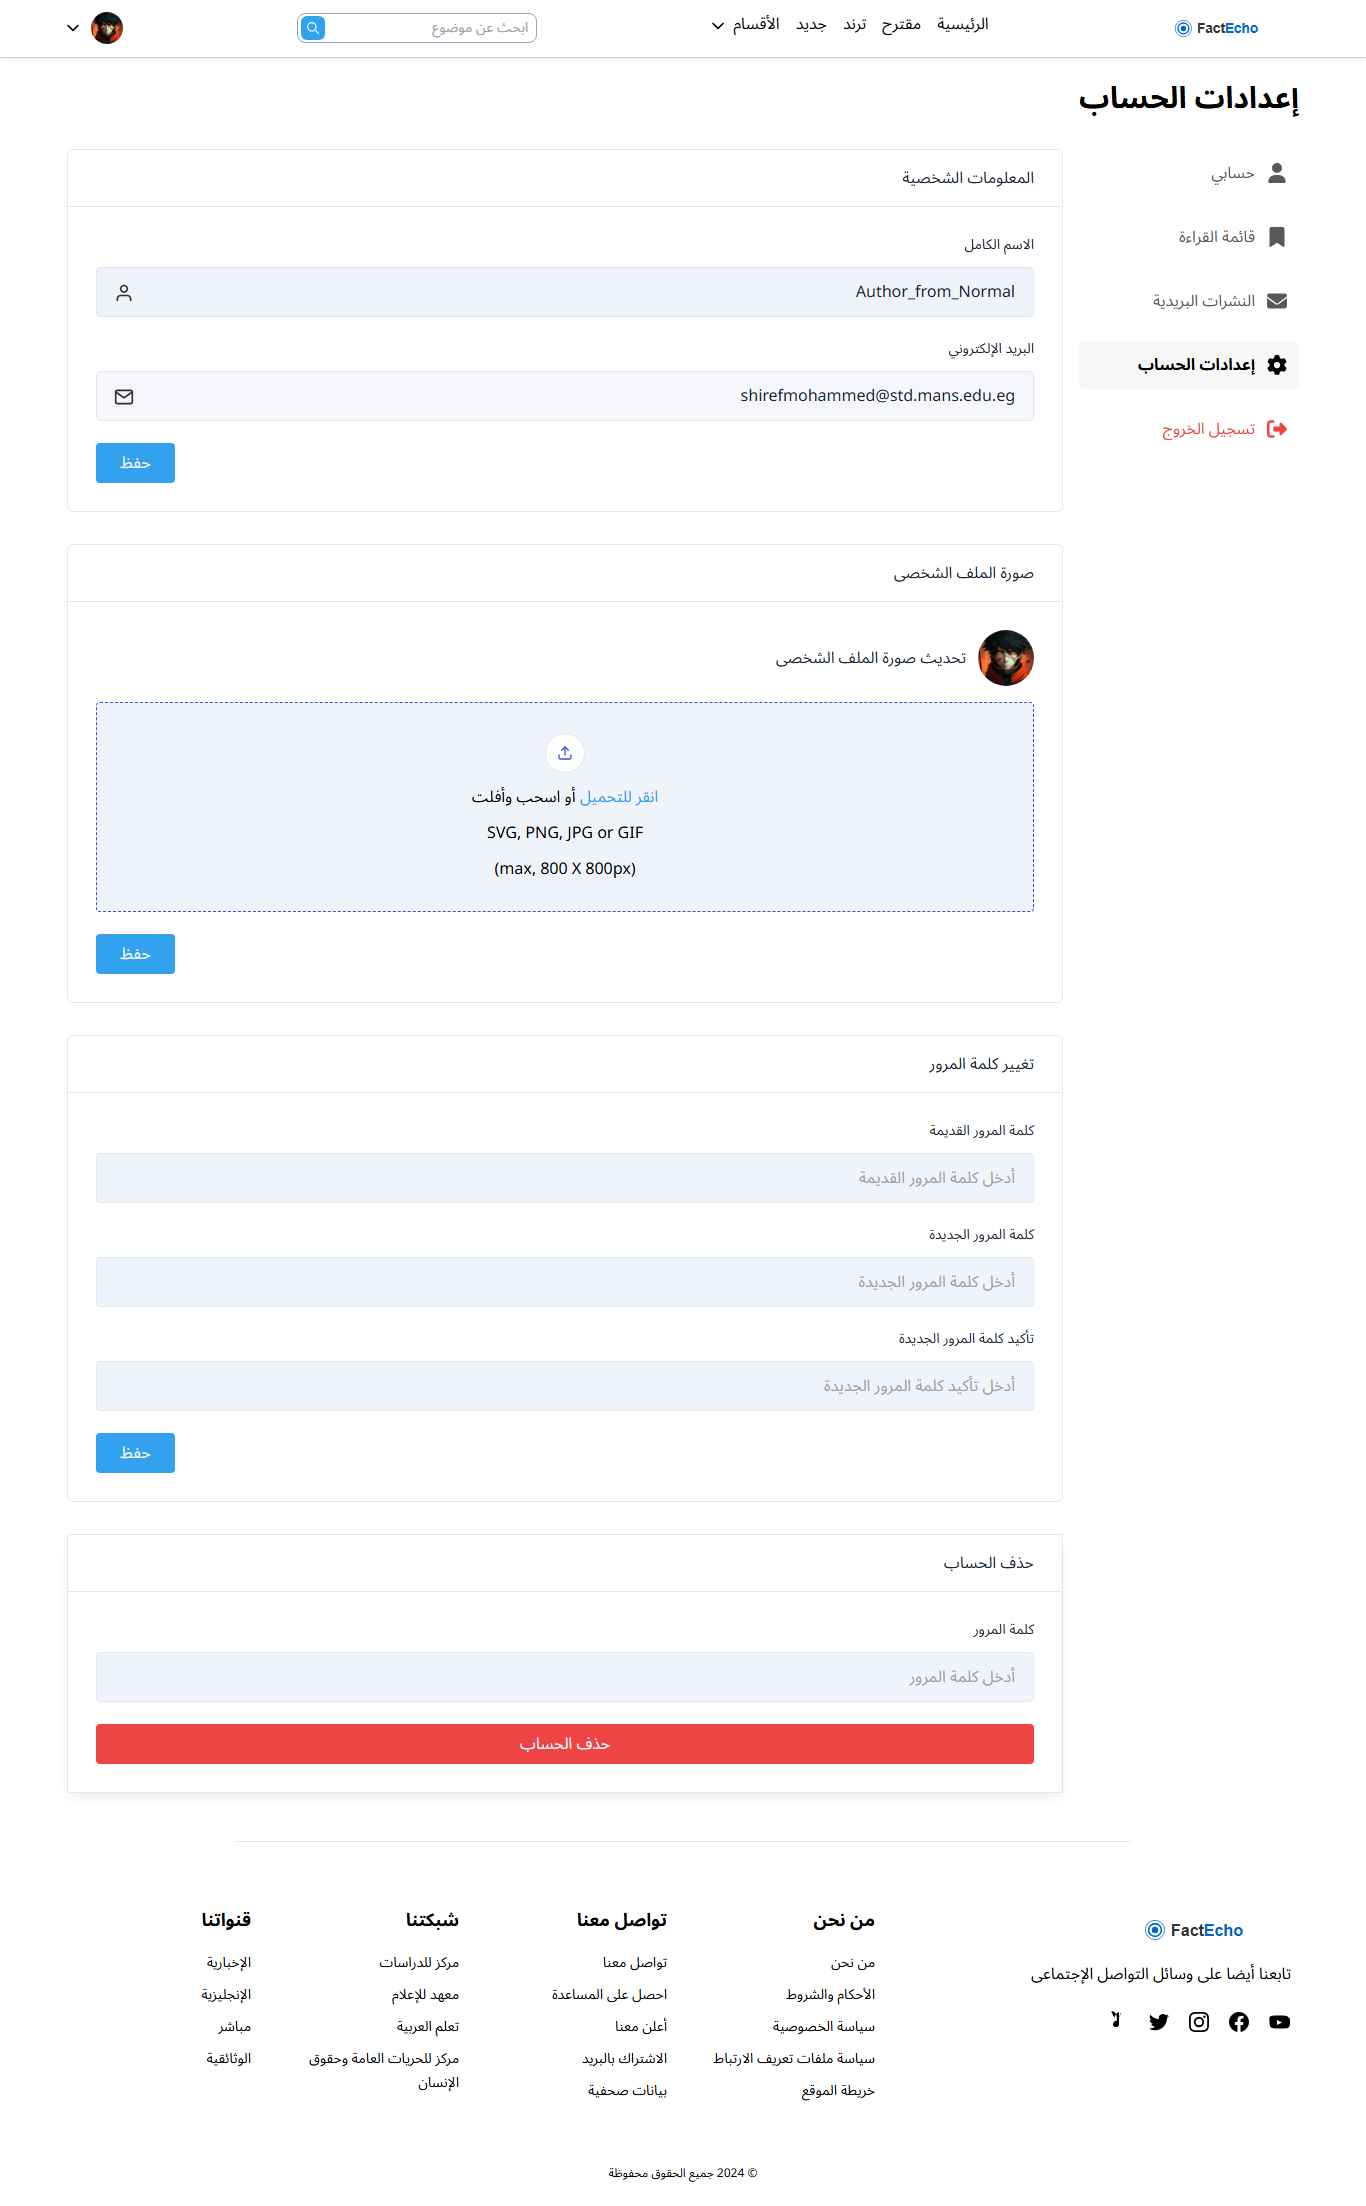 FactEcho
الرئيسية
مقترح
ترند
جديد
الأقسام
ابحث عن موضوع
إعدادات الحساب
حسابي
قائمة القراءة
النشرات البريدية
إعدادات الحساب
تسجيل الخروج
المعلومات الشخصية
الاسم الكامل
Author_from_Normal
البريد الإلكتروني
shirefmohammed@std.mans.edu.eg
حفظ
صورة الملف الشخصى
تحديث صورة الملف الشخصى
انقر للتحميل أو اسحب وأفلت
SVG, PNG, JPG or GIF
(max, 800 X 800px)
حفظ
تغيير كلمة المرور
كلمة المرور القديمة
أدخل كلمة المرور القديمة
كلمة المرور الجديدة
أدخل كلمة المرور الجديدة
تأكيد كلمة المرور الجديدة
أدخل تأكيد كلمة المرور الجديدة
حفظ
حذف الحساب
كلمة المرور
أدخل كلمة المرور
حذف الحساب
FactEcho
تابعنا أيضا على وسائل التواصل الإجتماعى
من نحن
من نحن
الأحكام والشروط
سياسة الخصوصية
سياسة ملفات تعريف الارتباط
خريطة الموقع
تواصل معنا
تواصل معنا
احصل على المساعدة
أعلن معنا
الاشتراك بالبريد
بيانات صحفية
شبكتنا
مركز للدراسات
معهد للإعلام
تعلم العربية
مركز للحريات العامة وحقوق
الإنسان
قنواتنا
الإخبارية
الإنجليزية
مباشر
الوثائقية
© 2024 جميع الحقوق محفوظة